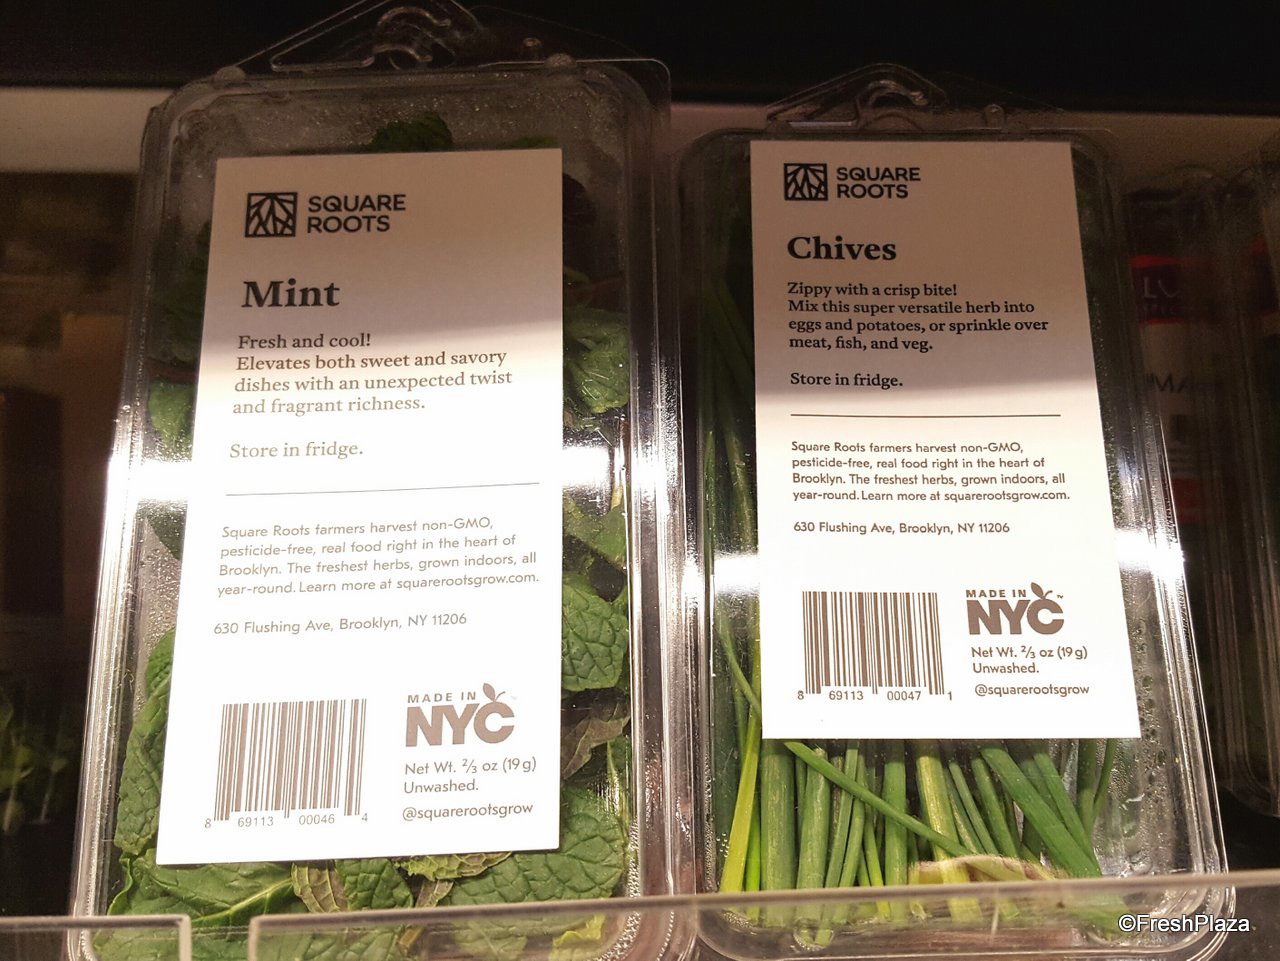 SQUARE
ROOTS
Mint
Fresh and cool!
Elevates both sweet and savory
dishes with an unexpected twist
and fragrant richness.
Store in fridge.
Square Roots farmers harvest non-GMO,
pesticide-free, real food right in the heart of
Brooklyn. The freshest herbs, grown indoors, all
year-round. Learn more at squarerootsgrow.com.
630 Flushing Ave, Brooklyn, NY 11206
8 69113 00046 4
MADE IN
NYC
Net Wt. ⅔ oz (19 g)
Unwashed.
@squarerootsgrow
SQUARE
ROOTS
Chives
Zippy with a crisp bite!
Mix this super versatile herb into
eggs and potatoes, or sprinkle over
meat, fish, and veg.
Store in fridge.
Square Roots farmers harvest non-GMO,
pesticide-free, real food right in the heart of
Brooklyn. The freshest herbs, grown indoors, all
year-round. Learn more at squarerootsgrow.com.
630 Flushing Ave, Brooklyn, NY 11206
8 69113 00047 1
MADE IN
NYC™
Net Wt. ⅔ oz (19 g)
Unwashed.
@squarerootsgrow
©FreshPlaza